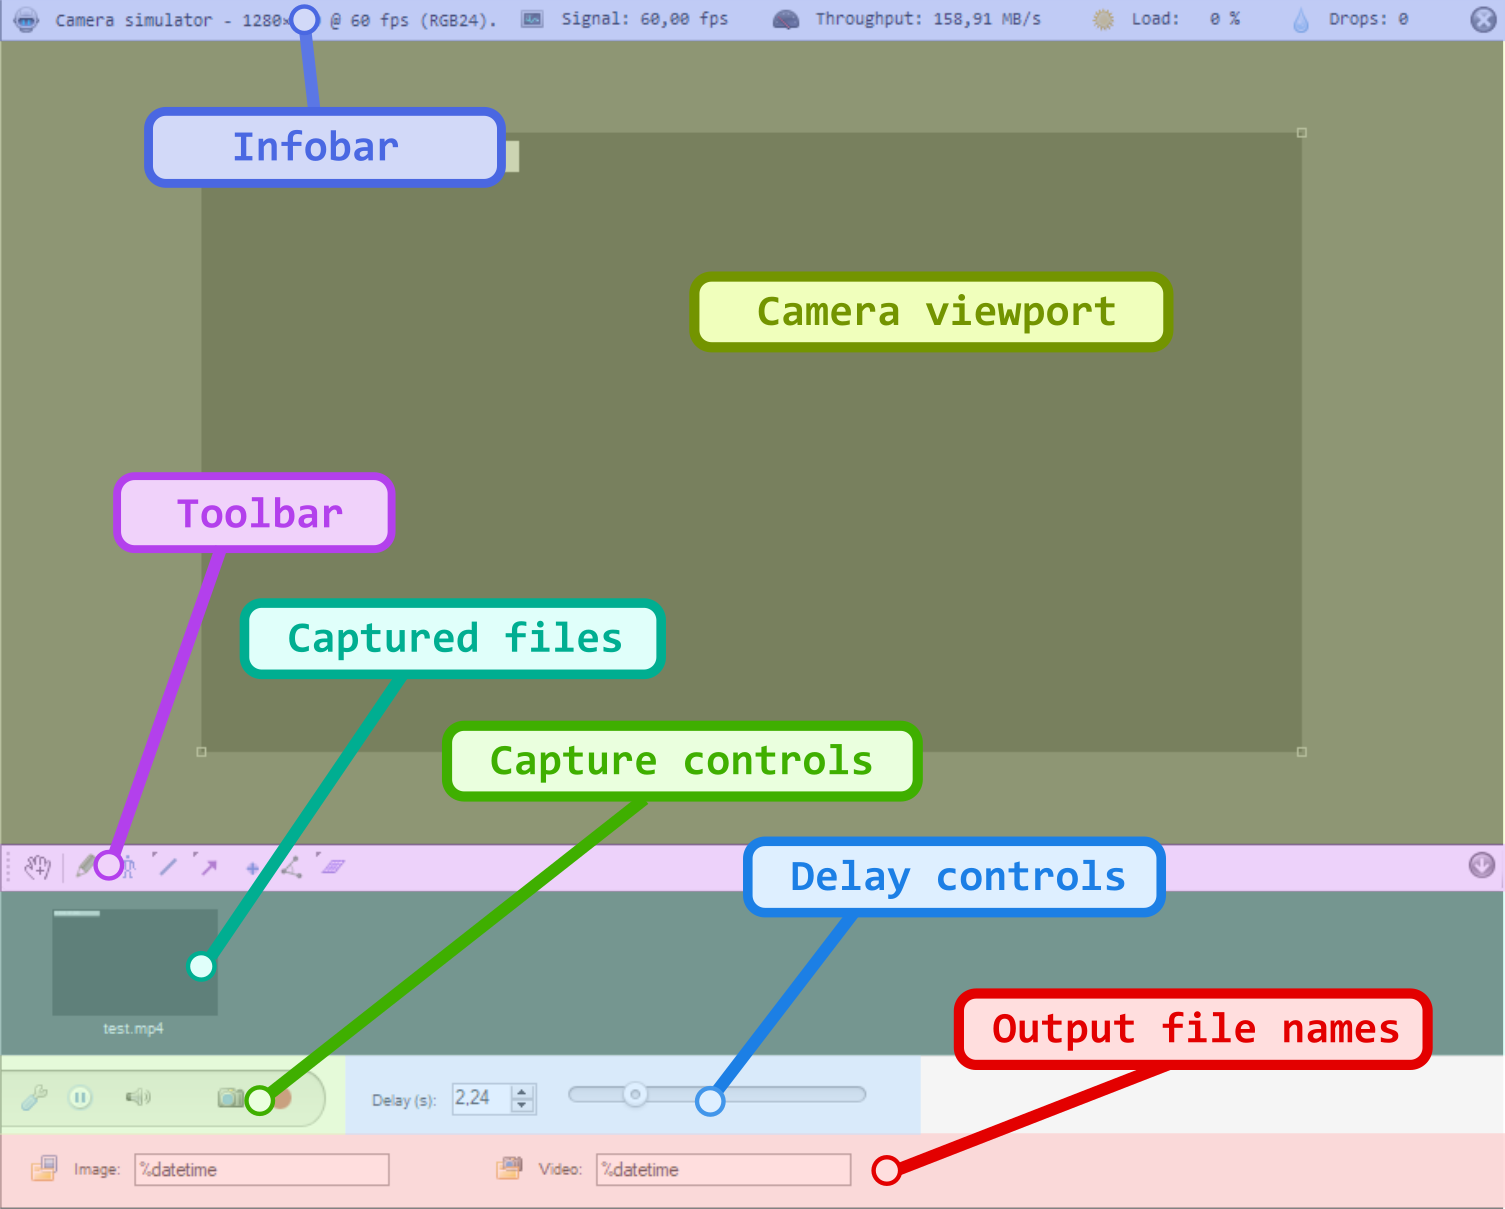 Camera simulator - 1280× @ 60 fps (RGB24). Signal: 60,00 fps Throughput: 158,91 MB/s Load: 0 % Drops: 0
Infobar
Camera viewport
Toolbar
Captured files
Capture controls
Delay controls
test.mp4
Output file names
Delay (s): 2,24
Image: %datetime Video: %datetime